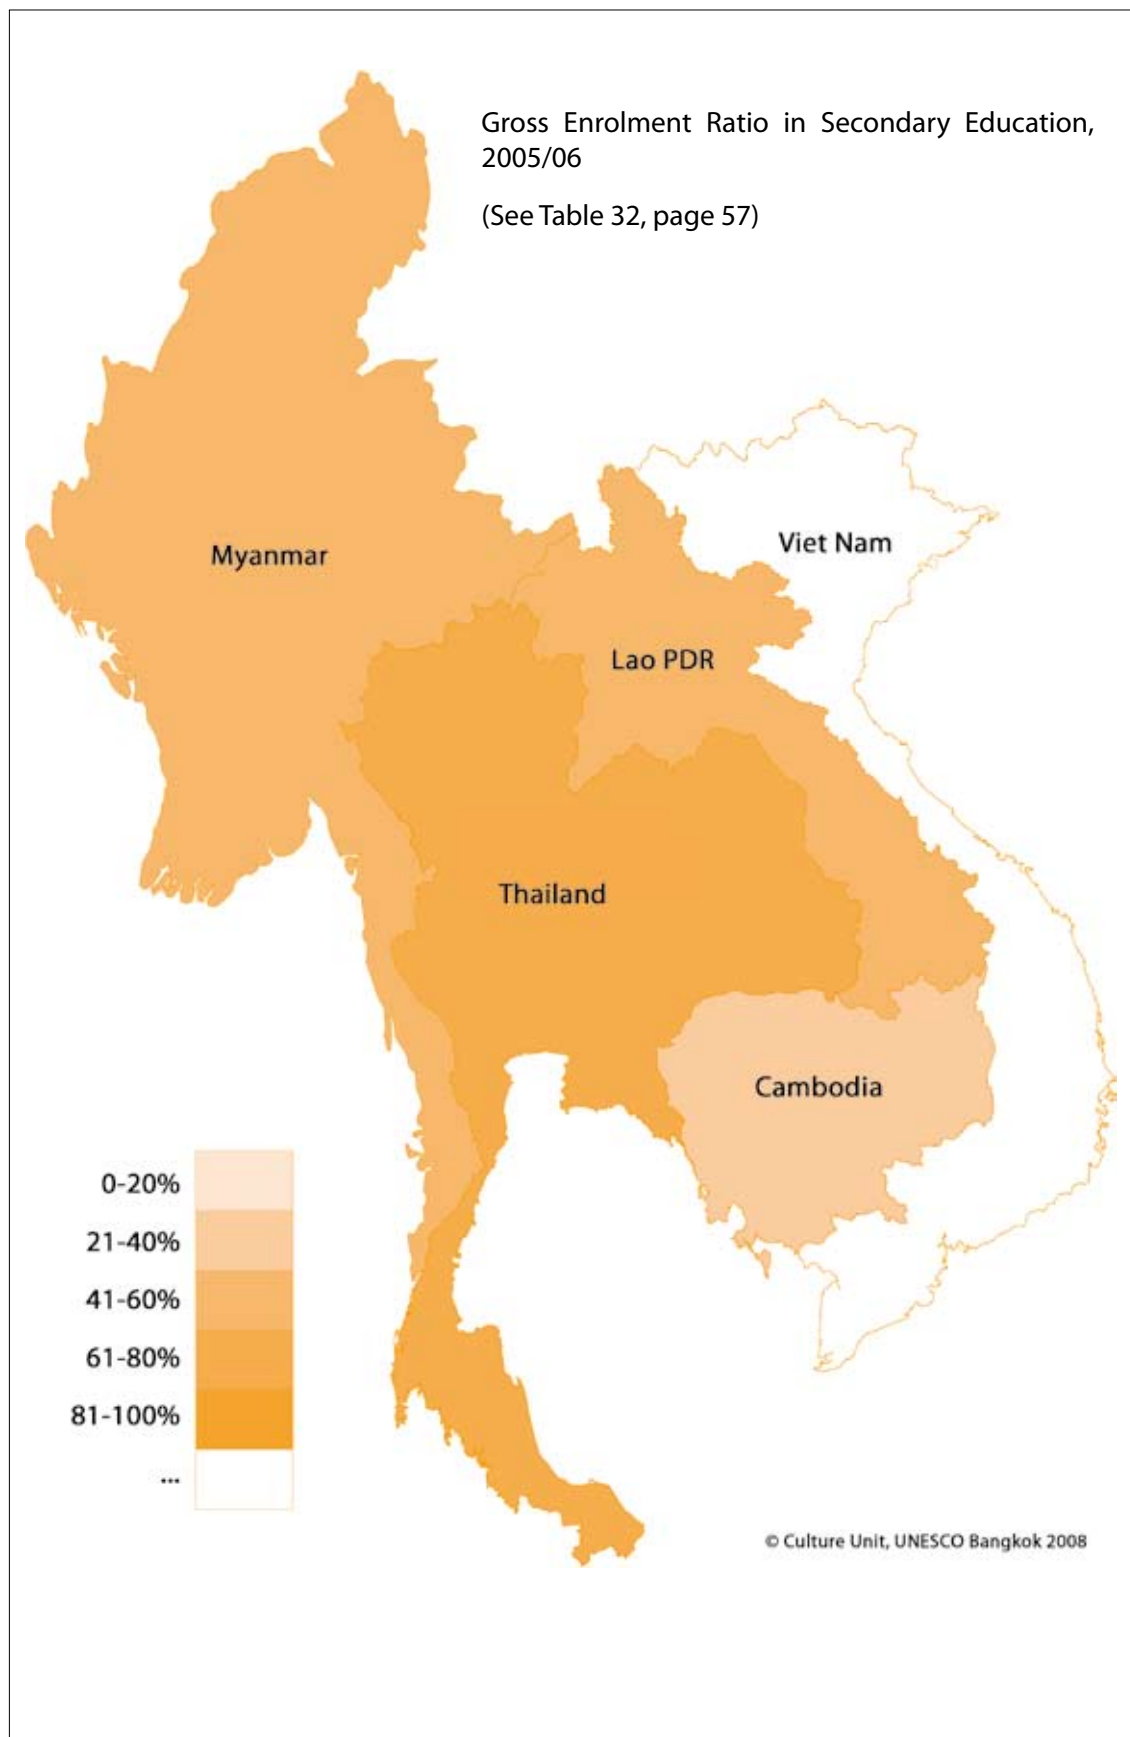 Gross Enrolment Ratio in Secondary Education,
2005/06
(See Table 32, page 57)
Viet Nam
Myanmar
Lao PDR
Thailand
Cambodia
0-20%
21-40%
41-60%
61-80%
81-100%
...
© Culture Unit, UNESCO Bangkok 2008